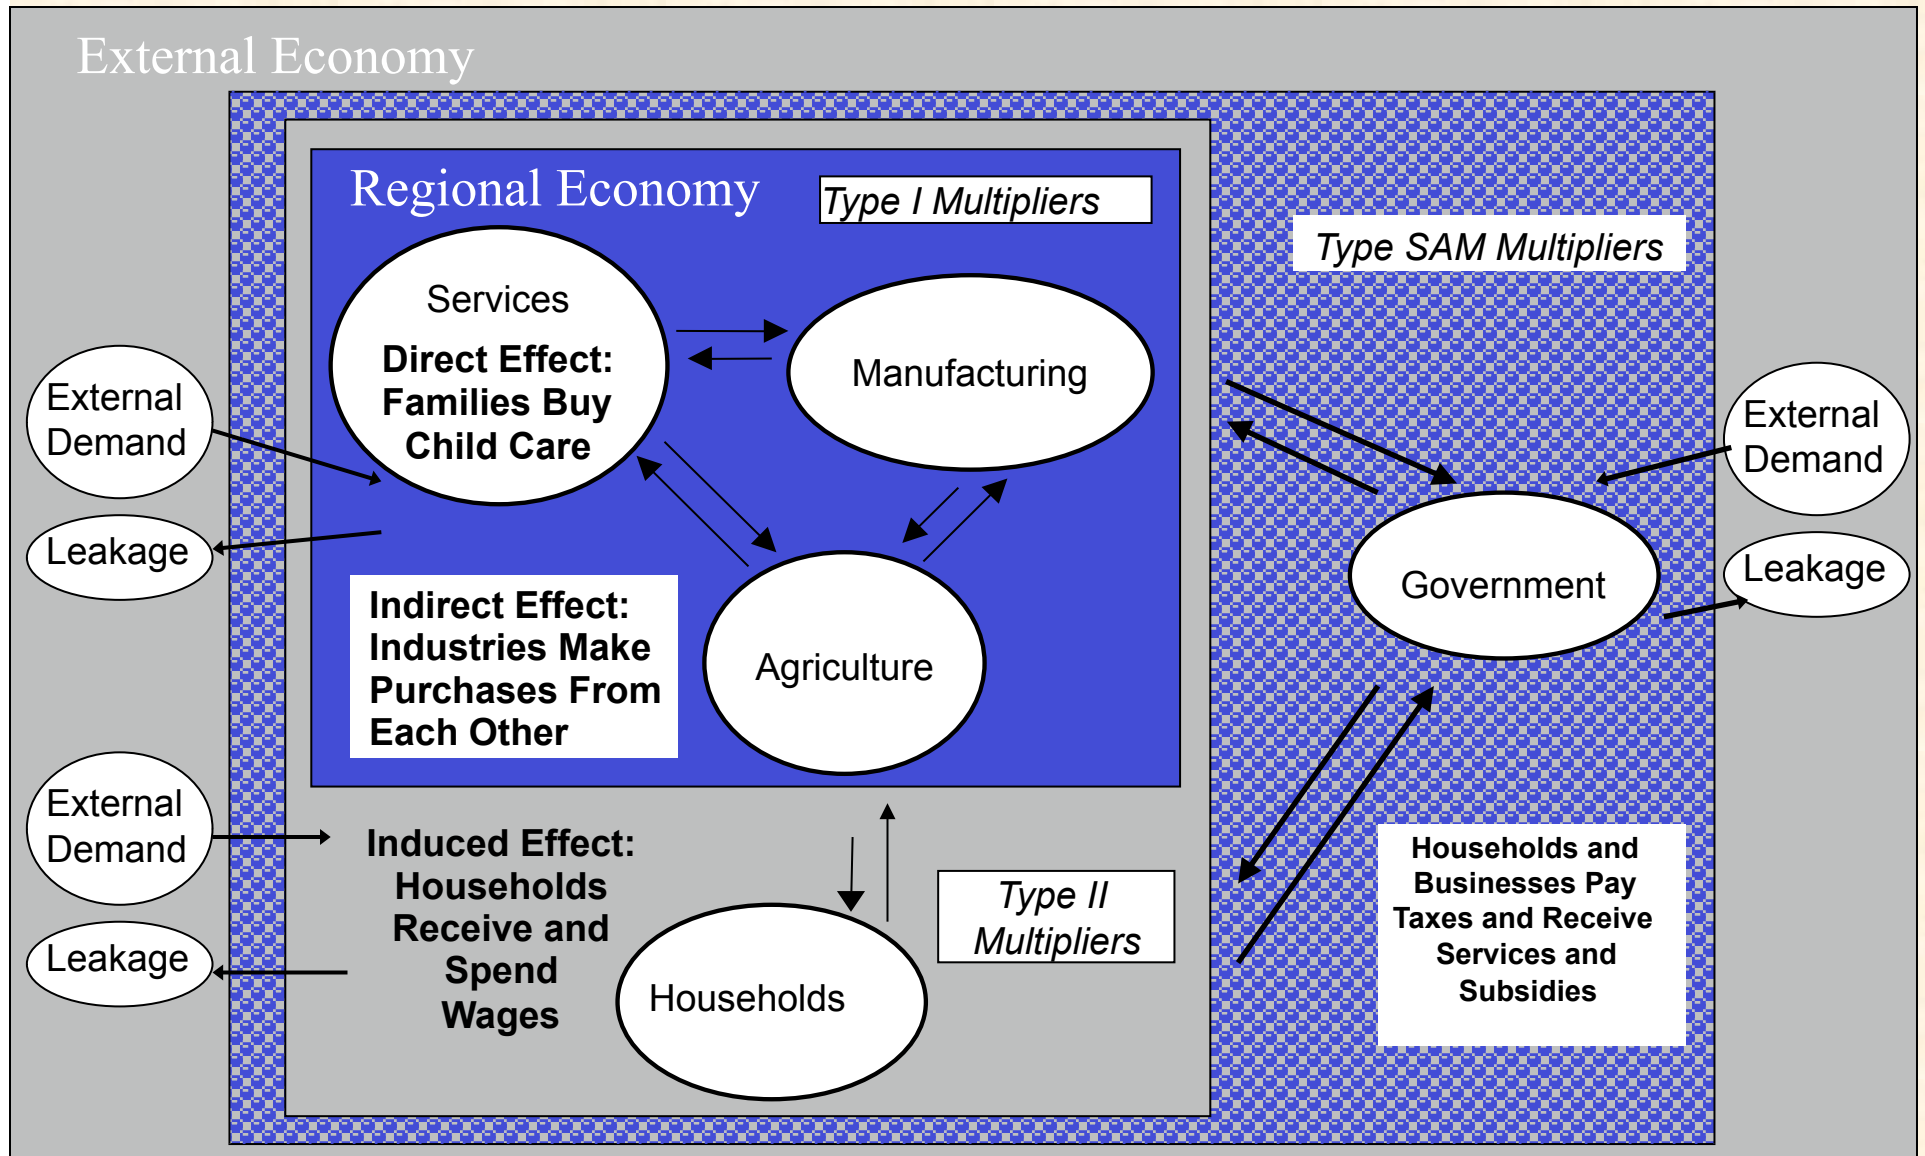 External Economy
Regional Economy
Type I Multipliers
Type SAM Multipliers
Services
Direct Effect:
Families Buy
Child Care
Manufacturing
External
Demand
Leakage
External
Demand
Leakage
Government
Indirect Effect:
Industries Make
Purchases From
Each Other
Agriculture
External
Demand
Leakage
Induced Effect:
Households
Receive and
Spend
Wages
Type II
Multipliers
Households
Households and
Businesses Pay
Taxes and Receive
Services and
Subsidies